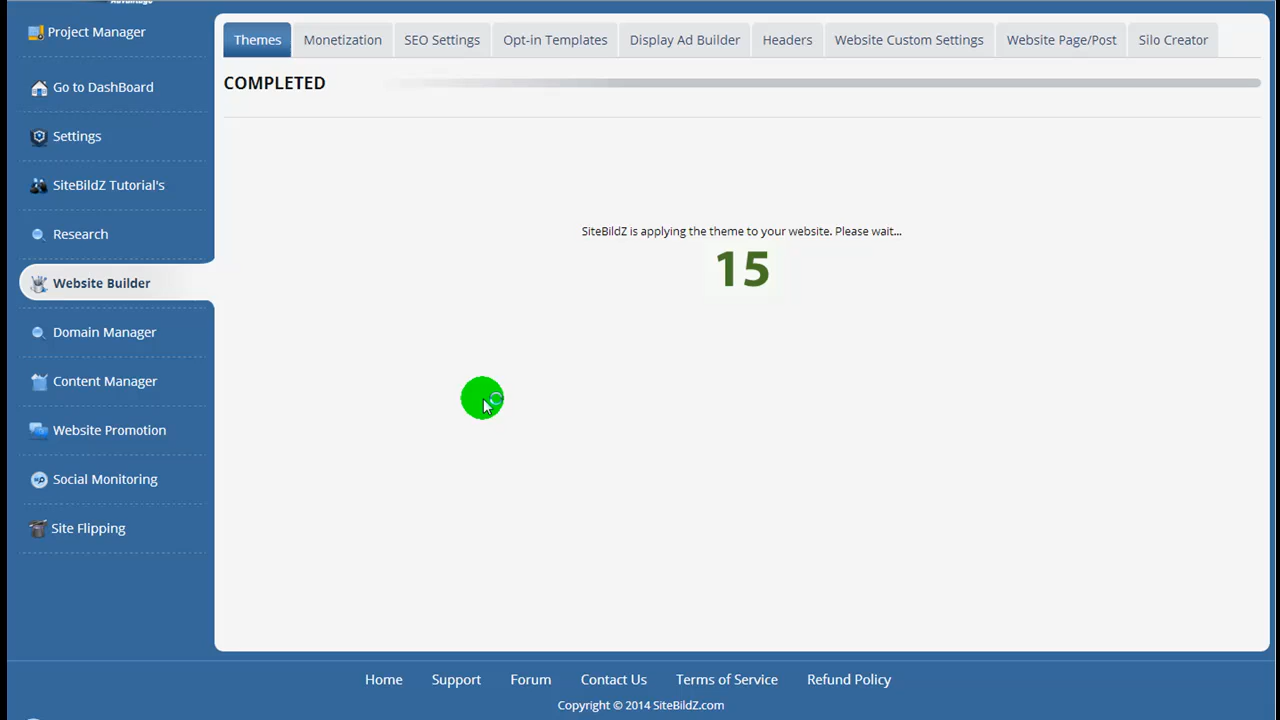 Advantage
Project Manager
Go to DashBoard
Settings
SiteBildZ Tutorial's
Research
Website Builder
Domain Manager
Content Manager
Website Promotion
Social Monitoring
Site Flipping
Themes
Monetization
SEO Settings
Opt-in Templates
Display Ad Builder
Headers
Website Custom Settings
Website Page/Post
Silo Creator
COMPLETED
SiteBildZ is applying the theme to your website. Please wait...
15
Home
Support
Forum
Contact Us
Terms of Service
Refund Policy
Copyright © 2014 SiteBildZ.com